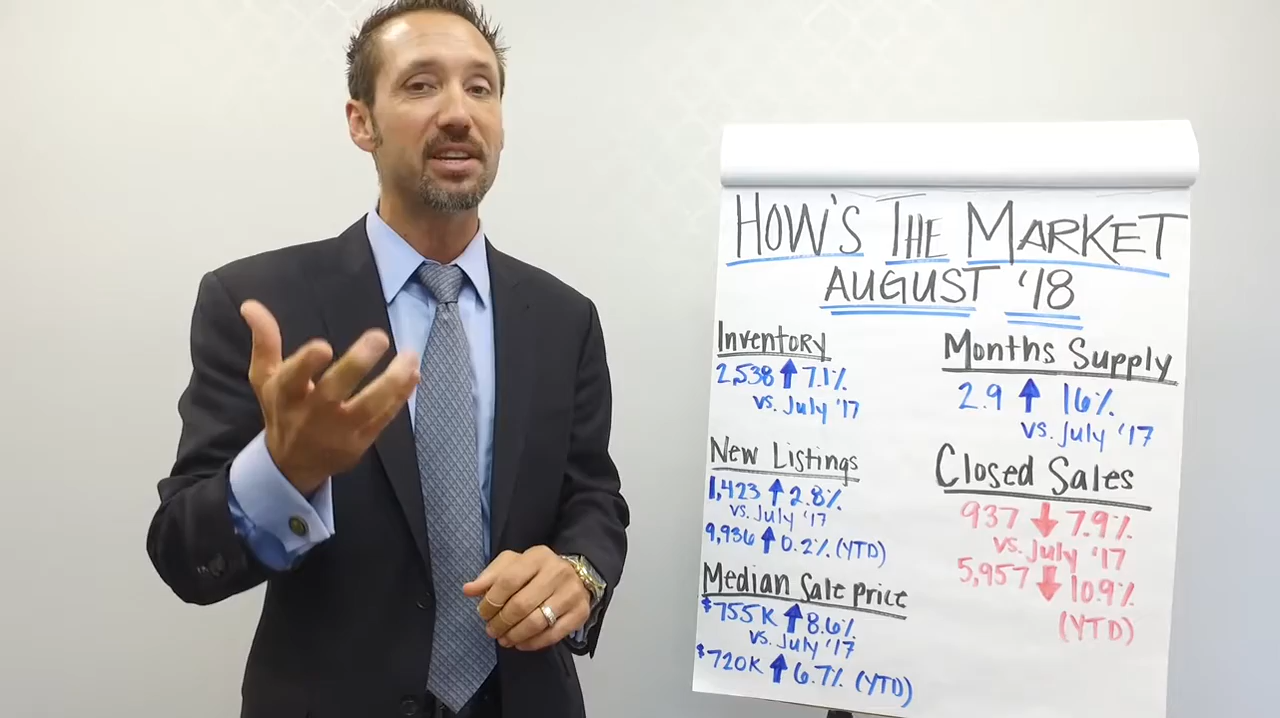 HOW'S THE MARKET
AUGUST '18
Inventory
2,538 ↑ 7.1%
vs. July '17
New Listings
1,423 ↑ 2.8%
vs. July '17
9,936 ↑ 0.2% (YTD)
Median Sale Price
$755K ↑ 8.6%
vs. July '17
$720K ↑ 6.7% (YTD)
Months Supply
2.9 ↑ 16%
vs. July '17
Closed Sales
937 ↓ 7.9%
vs. July '17
5,957 ↓ 10.9%
(YTD)